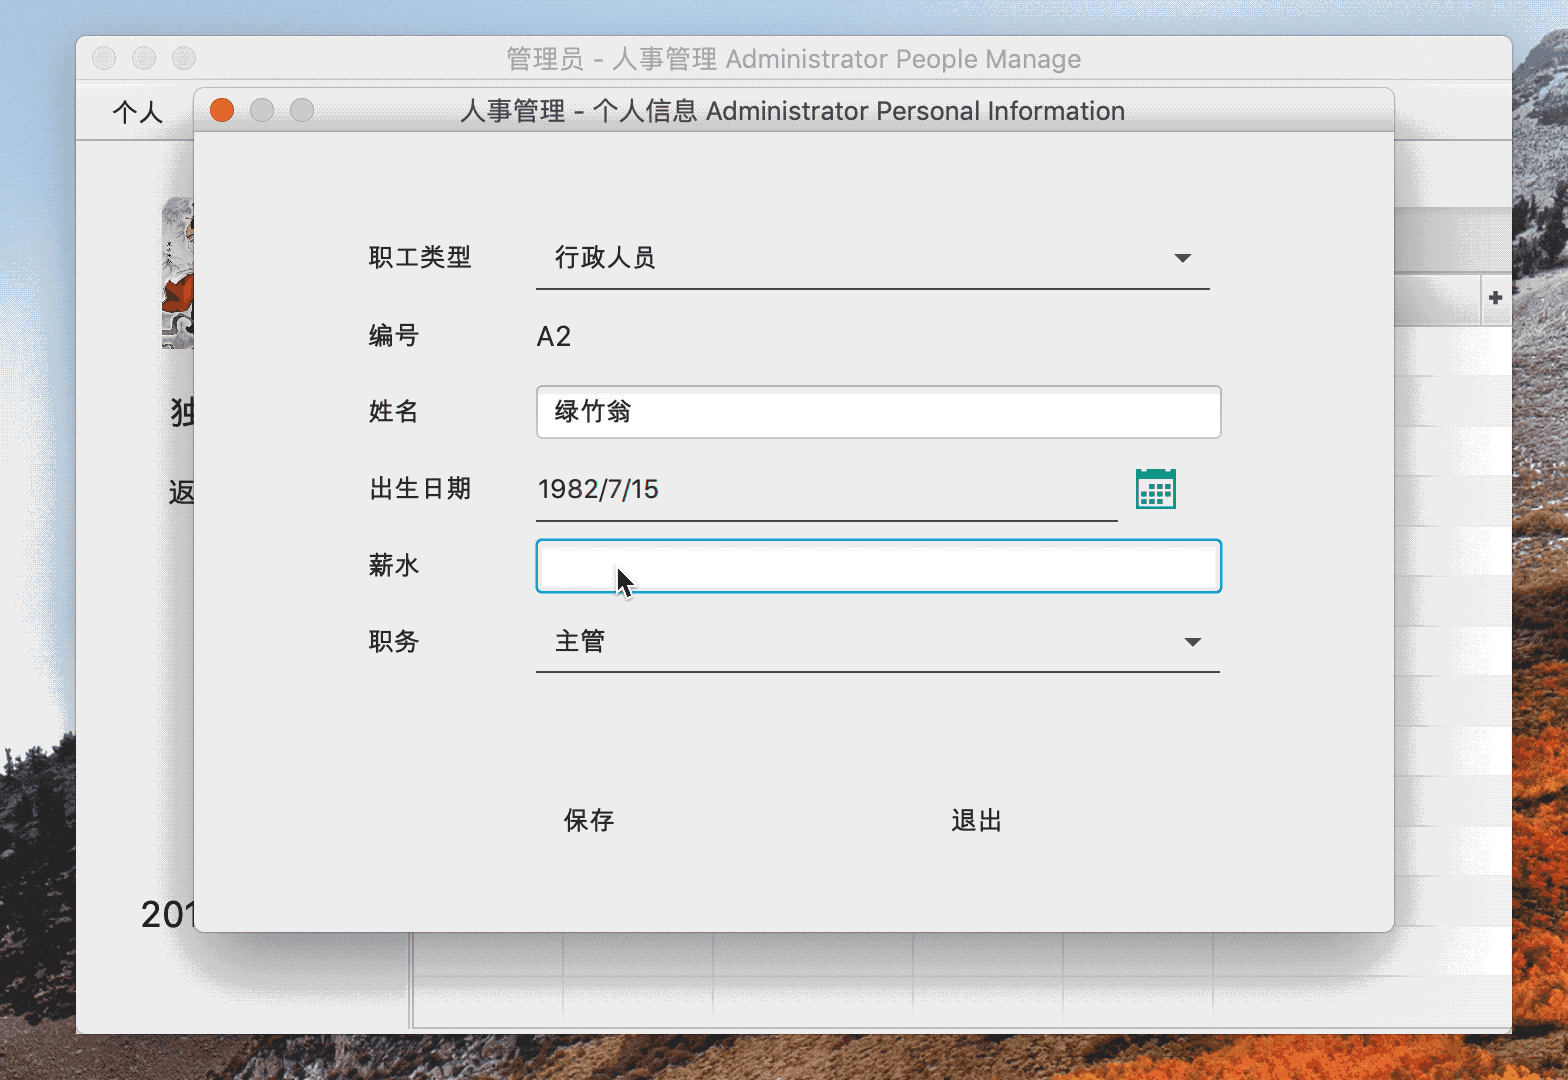 管理员 - 人事管理 Administrator People Manage
个人
人事管理 - 个人信息 Administrator Personal Information
职工类型 行政人员
编号 A2
姓名 绿竹翁
出生日期 1982/7/15
薪水
职务 主管
保存 退出
独
返
201